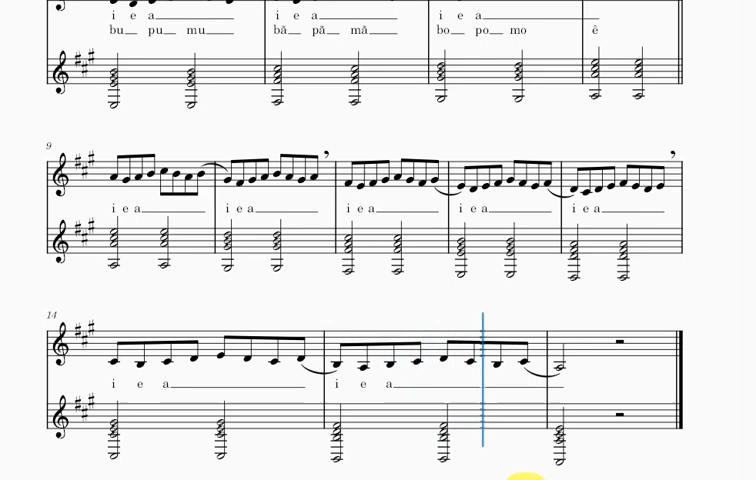 i e a i e a i e a
bu pu mu bă pă mă bo po mo ê
9
i e a i e a i e a i e a i e a
14
i e a i e a